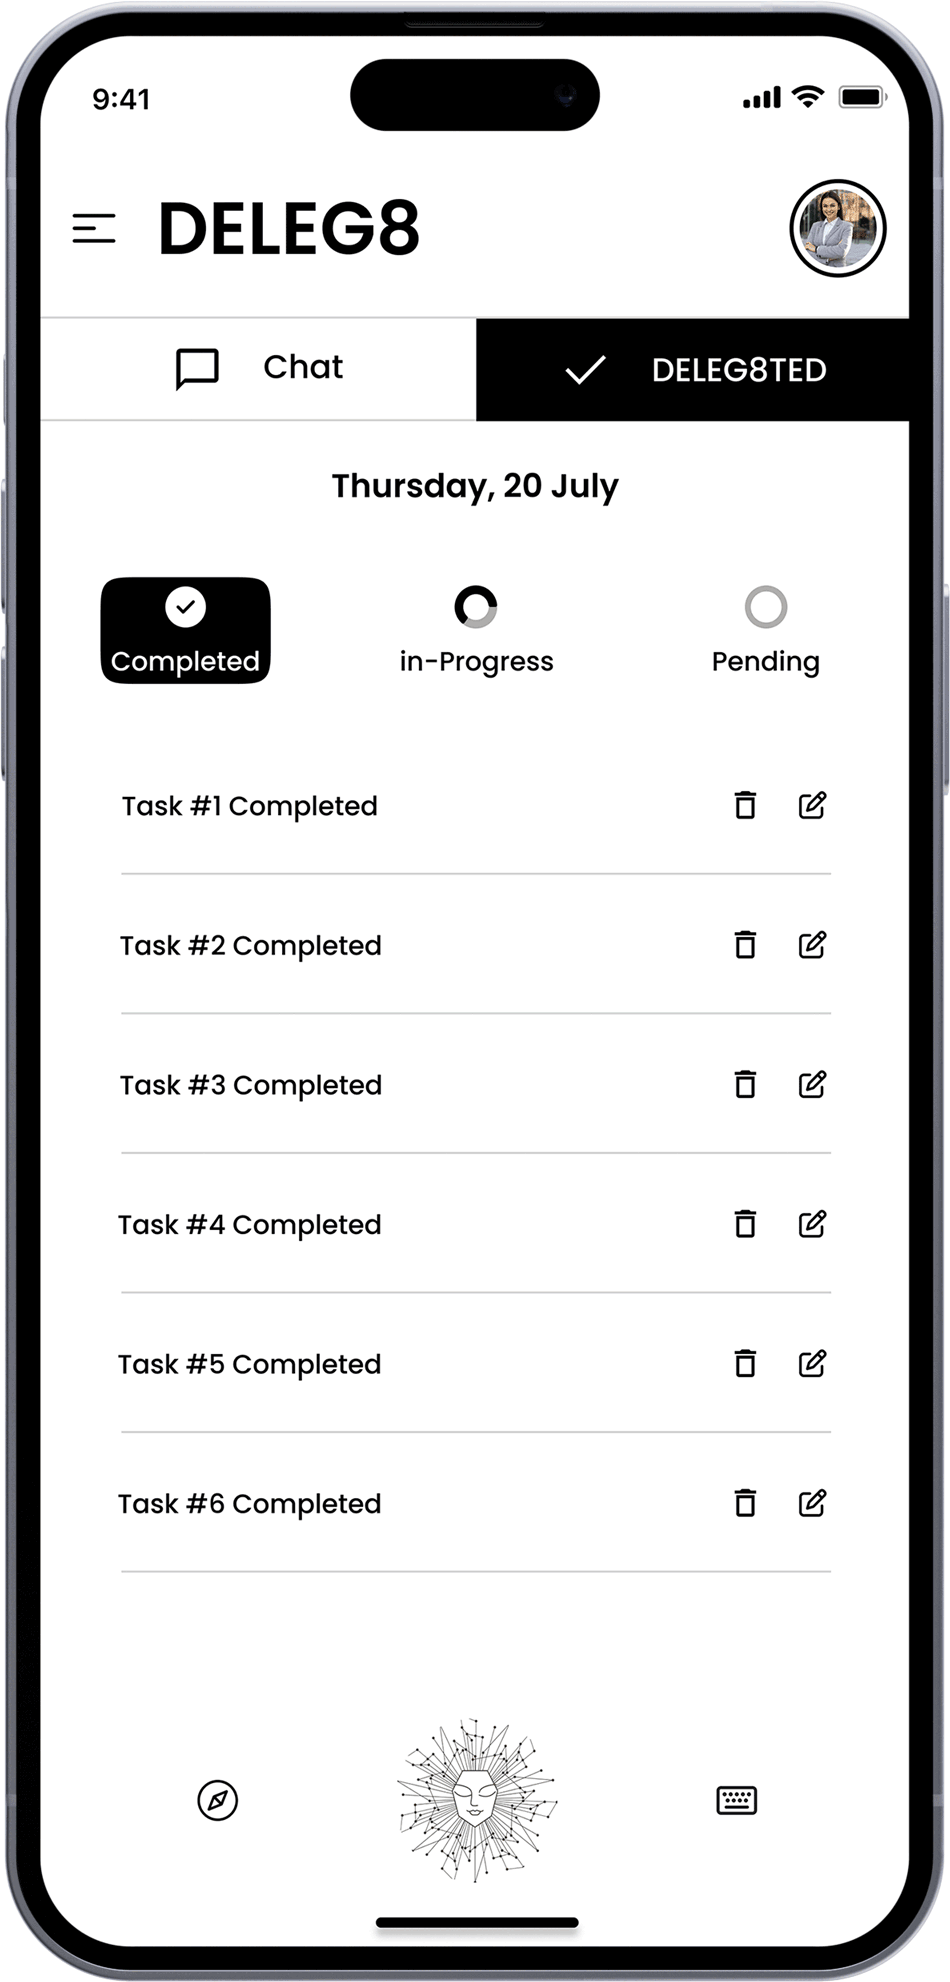 9:41
DELEG8
Chat
DELEG8TED
Thursday, 20 July
Completed
in-Progress
Pending
Task #1 Completed
Task #2 Completed
Task #3 Completed
Task #4 Completed
Task #5 Completed
Task #6 Completed